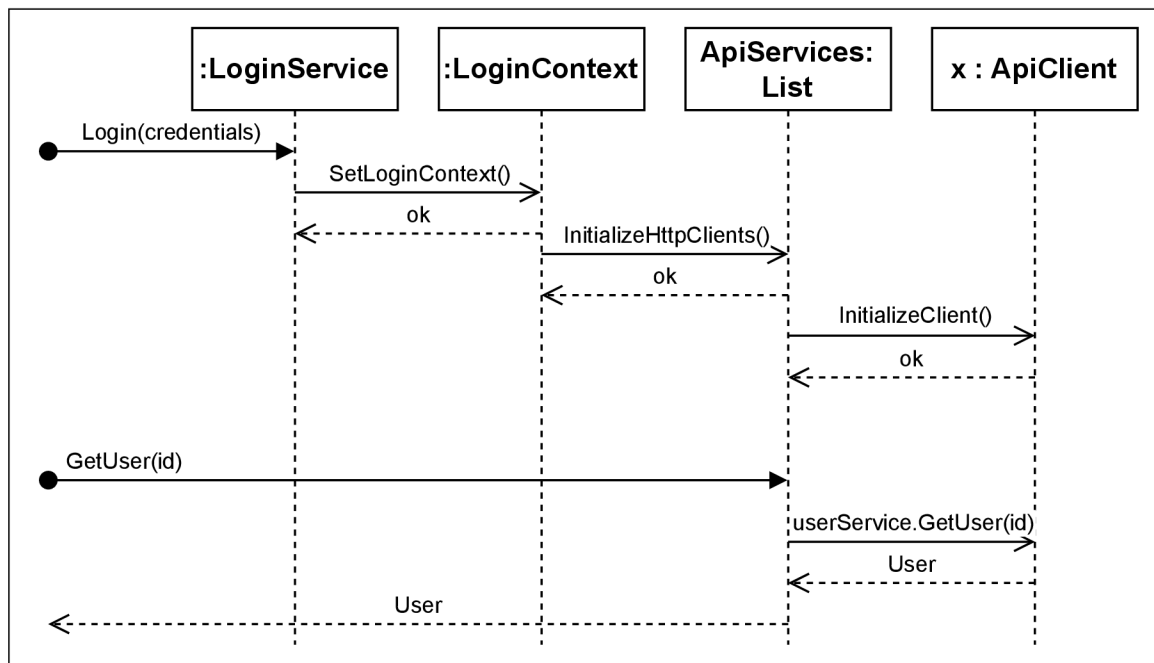 :LoginService
:LoginContext
ApiServices:
List
x : ApiClient
Login(credentials)
SetLoginContext()
ok
InitializeHttpClients()
ok
InitializeClient()
ok
GetUser(id)
userService.GetUser(id)
User
User